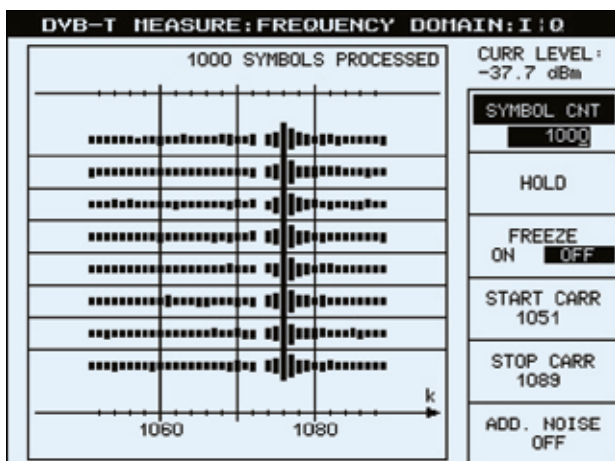 DVB-T MEASURE:FREQUENCY DOMAIN:I¦Q
1000 SYMBOLS PROCESSED
CURR LEVEL:
-37.7 dBm
SYMBOL CNT
1000
HOLD
FREEZE
ON OFF
START CARR
1051
STOP CARR
1089
ADD. NOISE
OFF
k
1060 1080